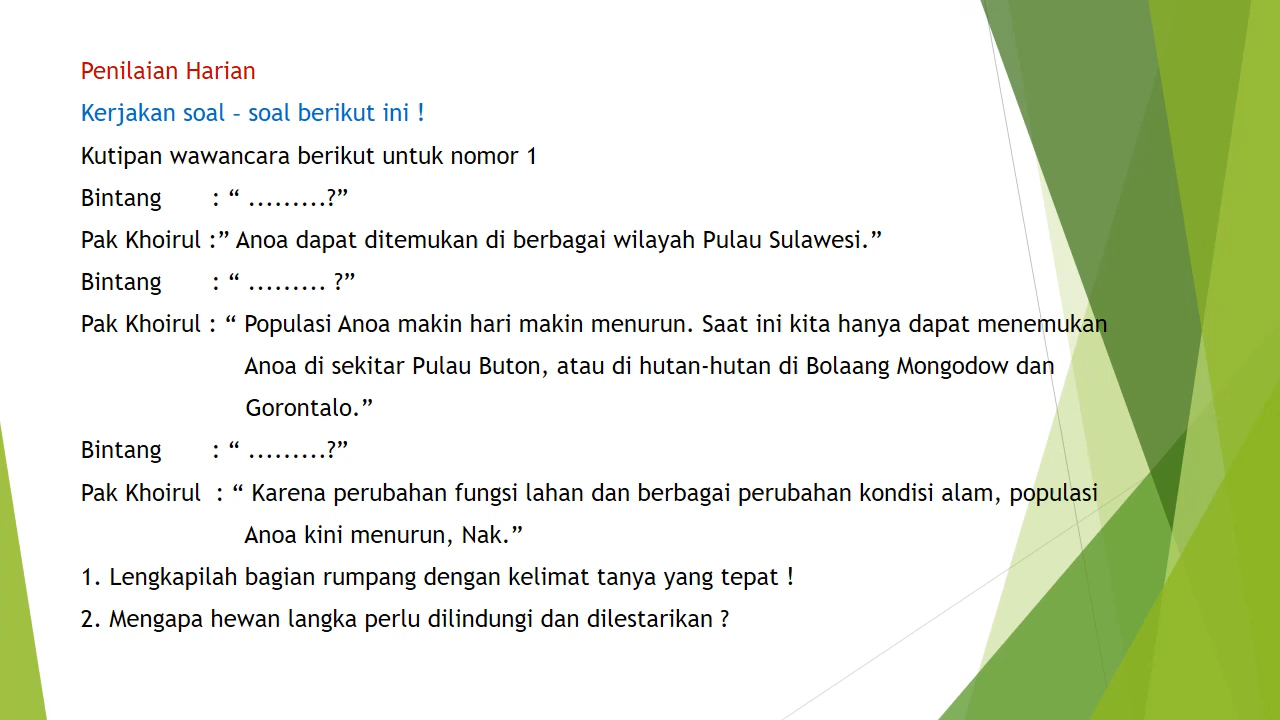 Penilaian Harian
Kerjakan soal – soal berikut ini !
Kutipan wawancara berikut untuk nomor 1
Bintang : “ .........?”
Pak Khoirul :” Anoa dapat ditemukan di berbagai wilayah Pulau Sulawesi.”
Bintang : “ ......... ?”
Pak Khoirul : “ Populasi Anoa makin hari makin menurun. Saat ini kita hanya dapat menemukan
Anoa di sekitar Pulau Buton, atau di hutan-hutan di Bolaang Mongodow dan
Gorontalo.”
Bintang : “ .........?”
Pak Khoirul : “ Karena perubahan fungsi lahan dan berbagai perubahan kondisi alam, populasi
Anoa kini menurun, Nak.”
1. Lengkapilah bagian rumpang dengan kelimat tanya yang tepat !
2. Mengapa hewan langka perlu dilindungi dan dilestarikan ?